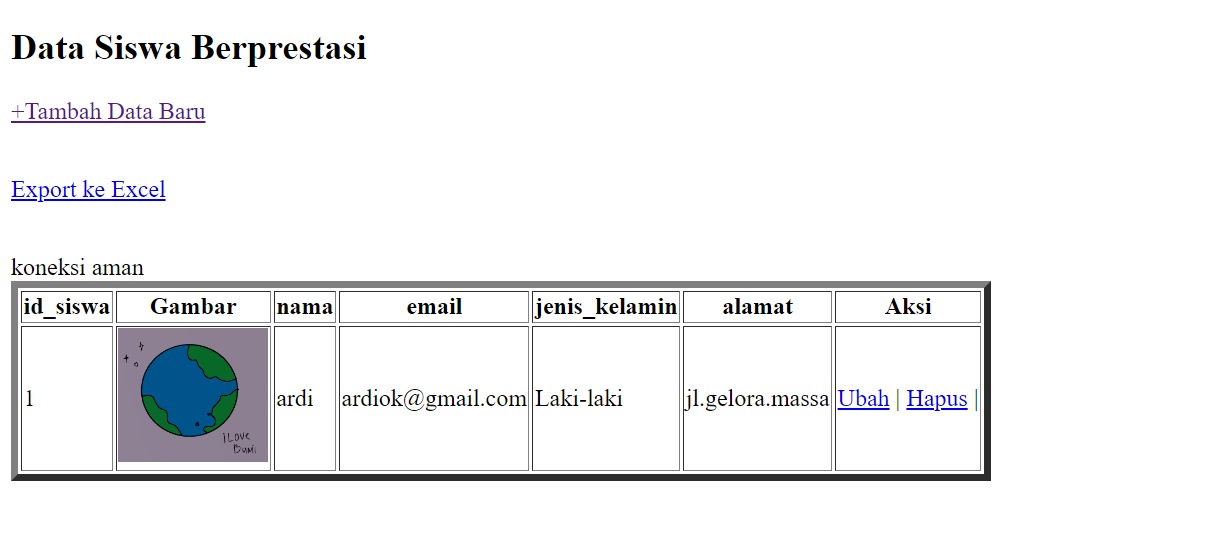 Data Siswa Berprestasi
+Tambah Data Baru
Export ke Excel
koneksi aman
id_siswa Gambar nama email jenis_kelamin alamat Aksi
1 ardi ardiok@gmail.com Laki-laki jl.gelora.massa Ubah | Hapus |
I LOVE
BUMI